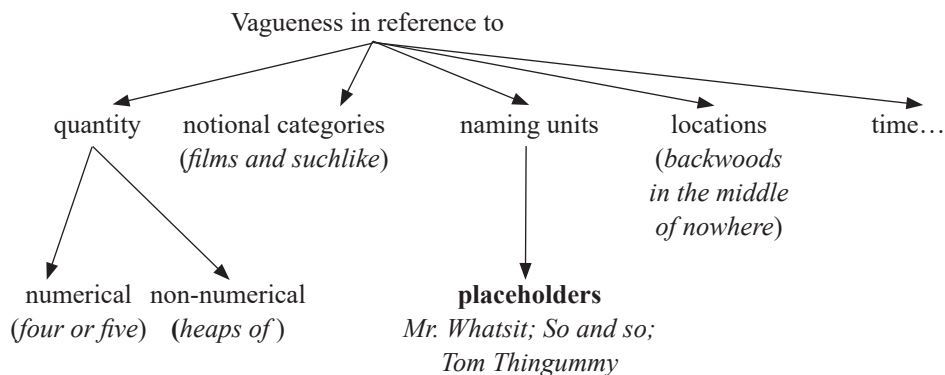 Vagueness in reference to
quantity notional categories naming units locations time…
(films and suchlike) (backwoods
in the middle
of nowhere)
numerical non-numerical placeholders
(four or five) (heaps of ) Mr. Whatsit; So and so;
Tom Thingummy